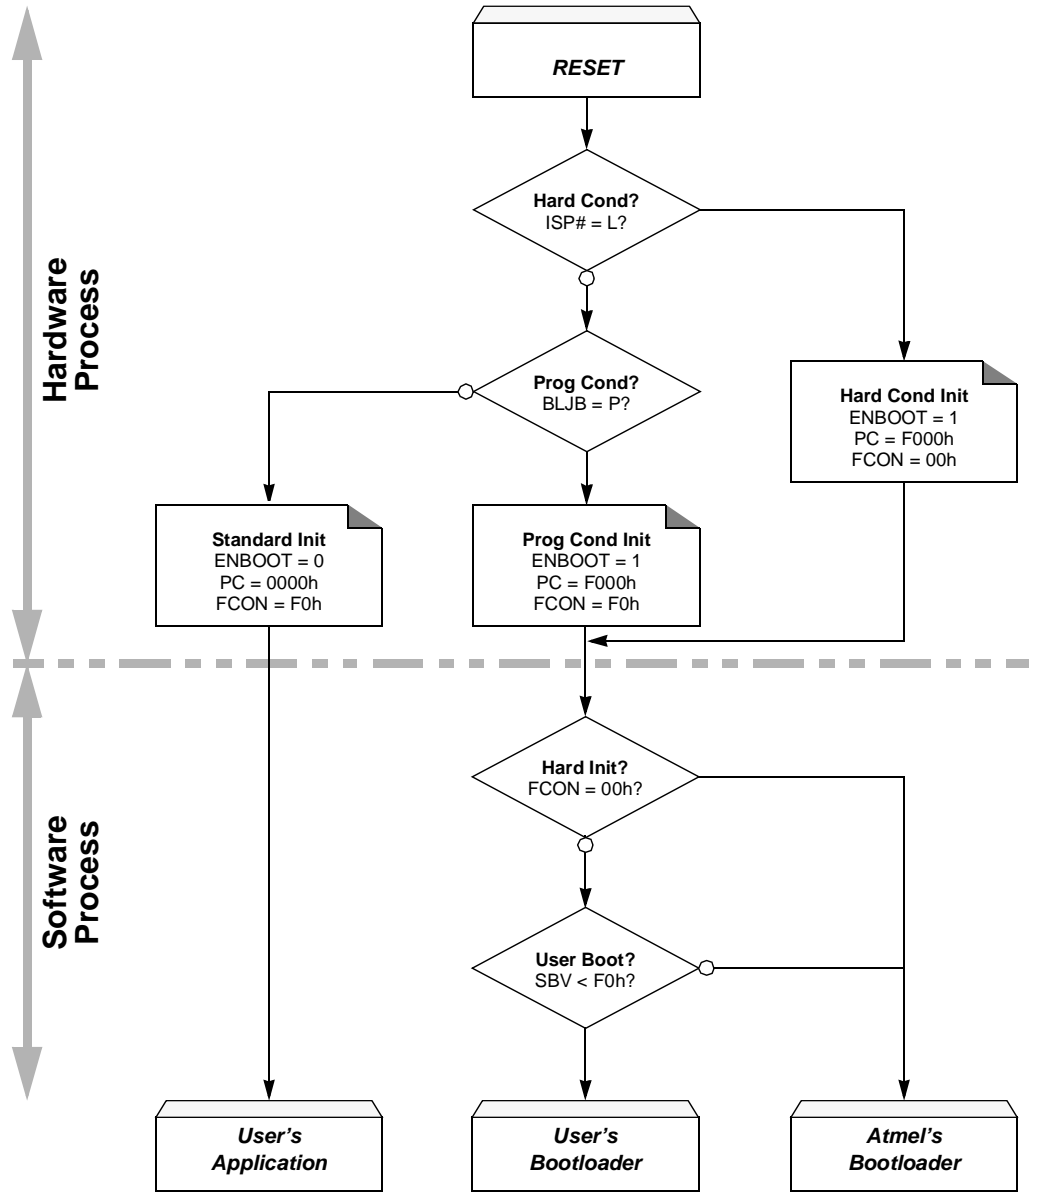 RESET
Hard Cond?
ISP# = L?
Hardware
Process
Prog Cond?
BLJB = P?
Hard Cond Init
ENBOOT = 1
PC = F000h
FCON = 00h
Standard Init
ENBOOT = 0
PC = 0000h
FCON = F0h
Prog Cond Init
ENBOOT = 1
PC = F000h
FCON = F0h
Hard Init?
FCON = 00h?
Software
Process
User Boot?
SBV < F0h?
User’s
Application
User’s
Bootloader
Atmel’s
Bootloader